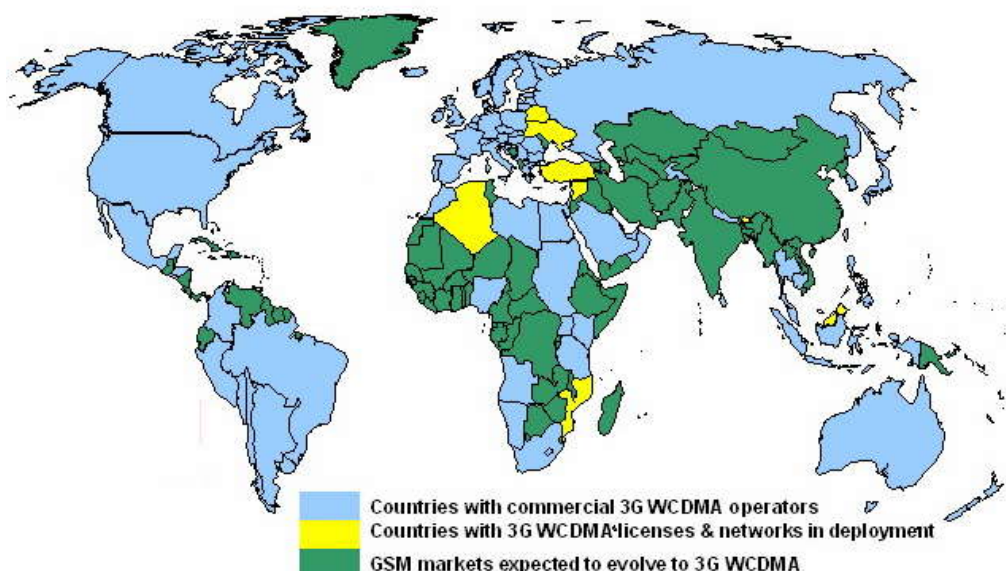 Countries with commercial 3G WCDMA operators
Countries with 3G WCDMA licenses & networks in deployment
GSM markets expected to evolve to 3G WCDMA